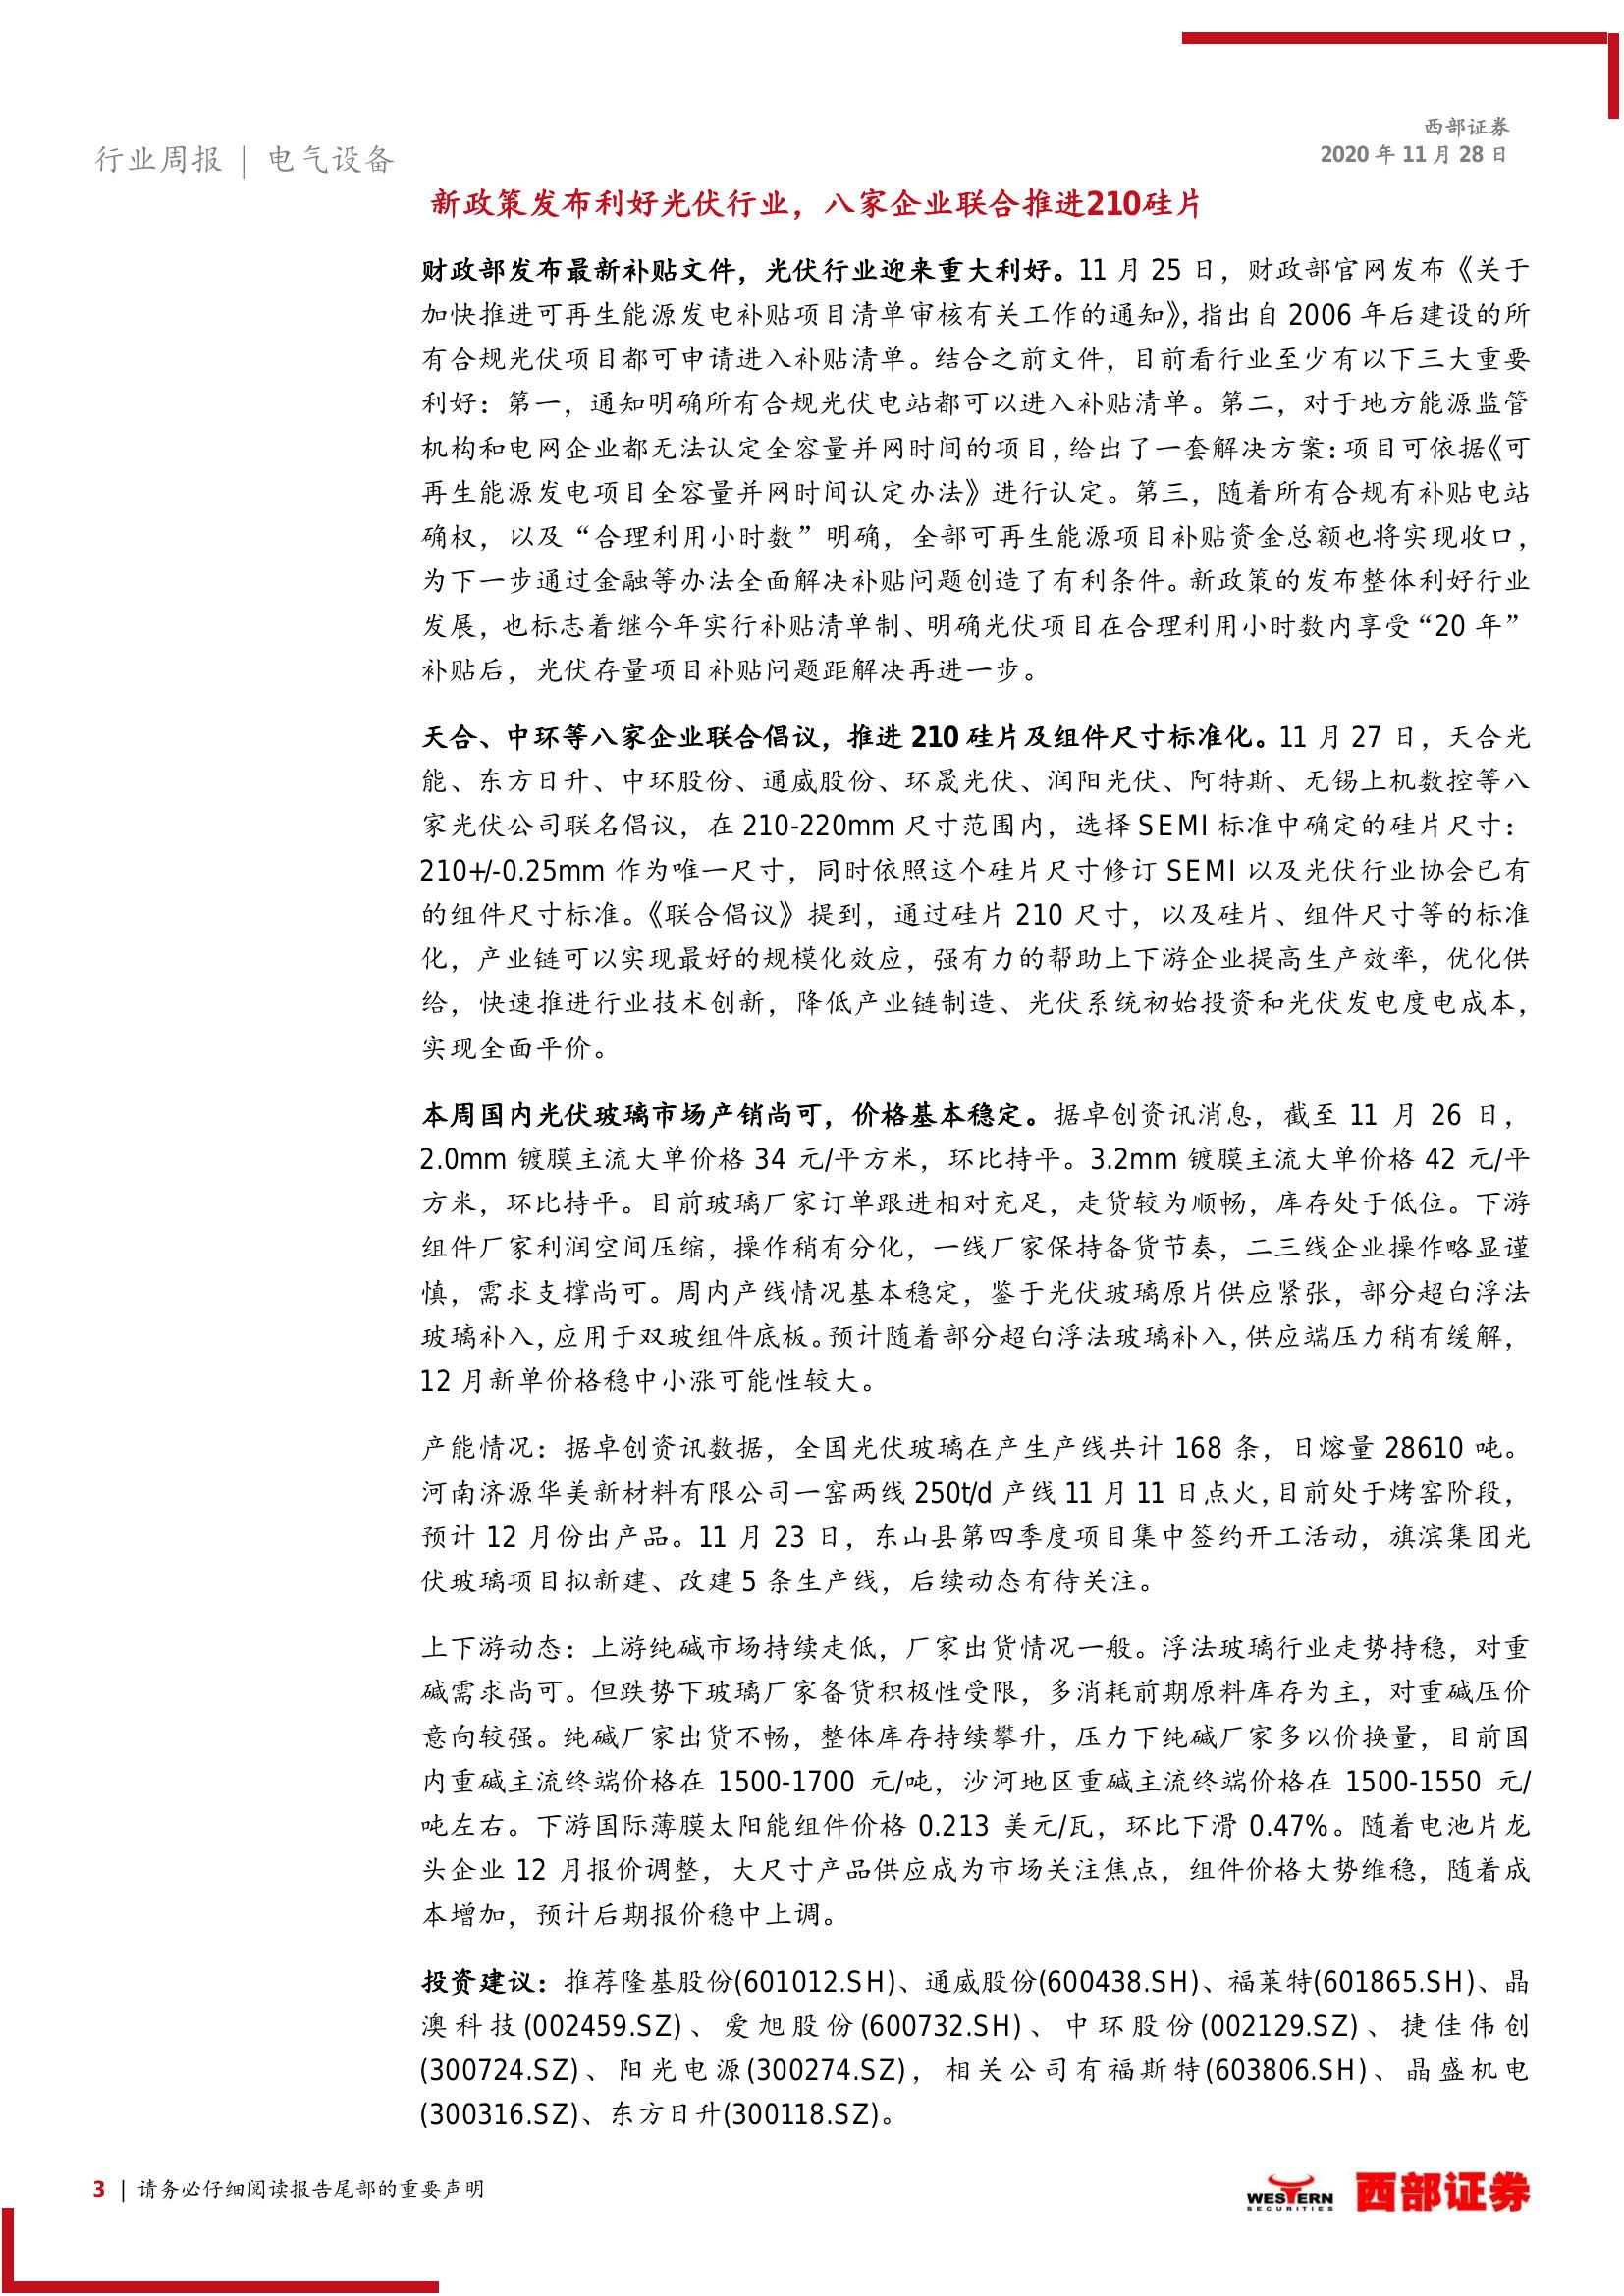 西部证券
2020 年 11 月 28 日
行业周报 | 电气设备
新政策发布利好光伏行业，八家企业联合推进210硅片
财政部发布最新补贴文件，光伏行业迎来重大利好。11 月 25 日，财政部官网发布《关于
加快推进可再生能源发电补贴项目清单审核有关工作的通知》，指出自 2006 年后建设的所
有合规光伏项目都可申请进入补贴清单。结合之前文件，目前看行业至少有以下三大重要
利好：第一，通知明确所有合规光伏电站都可以进入补贴清单。第二，对于地方能源监管
机构和电网企业都无法认定全容量并网时间的项目，给出了一套解决方案：项目可依据《可
再生能源发电项目全容量并网时间认定办法》进行认定。第三，随着所有合规有补贴电站
确权，以及“合理利用小时数”明确，全部可再生能源项目补贴资金总额也将实现收口，
为下一步通过金融等办法全面解决补贴问题创造了有利条件。新政策的发布整体利好行业
发展，也标志着继今年实行补贴清单制、明确光伏项目在合理利用小时数内享受“20 年”
补贴后，光伏存量项目补贴问题距解决再进一步。
天合、中环等八家企业联合倡议，推进 210 硅片及组件尺寸标准化。11 月 27 日，天合光
能、东方日升、中环股份、通威股份、环晟光伏、润阳光伏、阿特斯、无锡上机数控等八
家光伏公司联名倡议，在 210-220mm 尺寸范围内，选择 SEMI 标准中确定的硅片尺寸：
210+/-0.25mm 作为唯一尺寸，同时依照这个硅片尺寸修订 SEMI 以及光伏行业协会已有
的组件尺寸标准。《联合倡议》提到，通过硅片 210 尺寸，以及硅片、组件尺寸等的标准
化，产业链可以实现最好的规模化效应，强有力的帮助上下游企业提高生产效率，优化供
给，快速推进行业技术创新，降低产业链制造、光伏系统初始投资和光伏发电度电成本，
实现全面平价。
本周国内光伏玻璃市场产销尚可，价格基本稳定。据卓创资讯消息，截至 11 月 26 日，
2.0mm 镀膜主流大单价格 34 元/平方米，环比持平。3.2mm 镀膜主流大单价格 42 元/平
方米，环比持平。目前玻璃厂家订单跟进相对充足，走货较为顺畅，库存处于低位。下游
组件厂家利润空间压缩，操作稍有分化，一线厂家保持备货节奏，二三线企业操作略显谨
慎，需求支撑尚可。周内产线情况基本稳定，鉴于光伏玻璃原片供应紧张，部分超白浮法
玻璃补入，应用于双玻组件底板。预计随着部分超白浮法玻璃补入，供应端压力稍有缓解，
12 月新单价格稳中小涨可能性较大。
产能情况：据卓创资讯数据，全国光伏玻璃在产生产线共计 168 条，日熔量 28610 吨。
河南济源华美新材料有限公司一窑两线 250t/d 产线 11 月 11 日点火，目前处于烤窑阶段，
预计 12 月份出产品。11 月 23 日，东山县第四季度项目集中签约开工活动，旗滨集团光
伏玻璃项目拟新建、改建 5 条生产线，后续动态有待关注。
上下游动态：上游纯碱市场持续走低，厂家出货情况一般。浮法玻璃行业走势持稳，对重
碱需求尚可。但跌势下玻璃厂家备货积极性受限，多消耗前期原料库存为主，对重碱压价
意向较强。纯碱厂家出货不畅，整体库存持续攀升，压力下纯碱厂家多以价换量，目前国
内重碱主流终端价格在 1500-1700 元/吨，沙河地区重碱主流终端价格在 1500-1550 元/
吨左右。下游国际薄膜太阳能组件价格 0.213 美元/瓦，环比下滑 0.47%。随着电池片龙
头企业 12 月报价调整，大尺寸产品供应成为市场关注焦点，组件价格大势维稳，随着成
本增加，预计后期报价稳中上调。
投资建议：推荐隆基股份(601012.SH)、通威股份(600438.SH)、福莱特(601865.SH)、晶
澳科技(002459.SZ)、爱旭股份(600732.SH)、中环股份(002129.SZ)、捷佳伟创
(300724.SZ)、阳光电源(300274.SZ)，相关公司有福斯特(603806.SH)、晶盛机电
(300316.SZ)、东方日升(300118.SZ)。
3 | 请务必仔细阅读报告尾部的重要声明
WESTERN
SECURITIES
西部证券